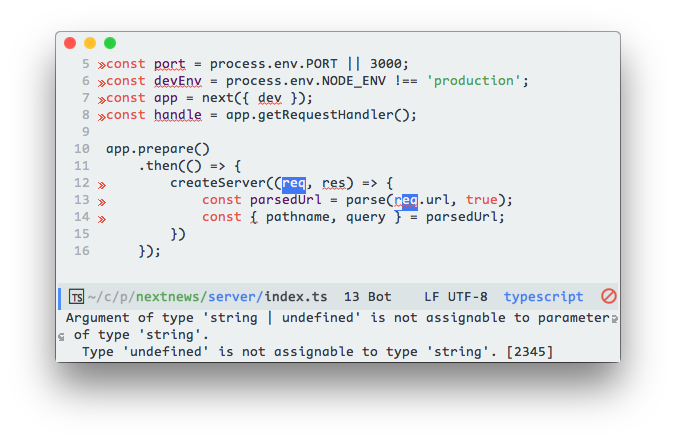 5 »const port = process.env.PORT || 3000;
6 »const devEnv = process.env.NODE_ENV !== 'production';
7 »const app = next({ dev });
8 »const handle = app.getRequestHandler();
9
10 app.prepare()
11 .then(() => {
12 » createServer((req, res) => {
13 » const parsedUrl = parse(req.url, true);
14 » const { pathname, query } = parsedUrl;
15 })
16 });
TS ~/c/p/nextnews/server/index.ts 13 Bot LF UTF-8 typescript
Argument of type 'string | undefined' is not assignable to parameter
of type 'string'.
Type 'undefined' is not assignable to type 'string'. [2345]